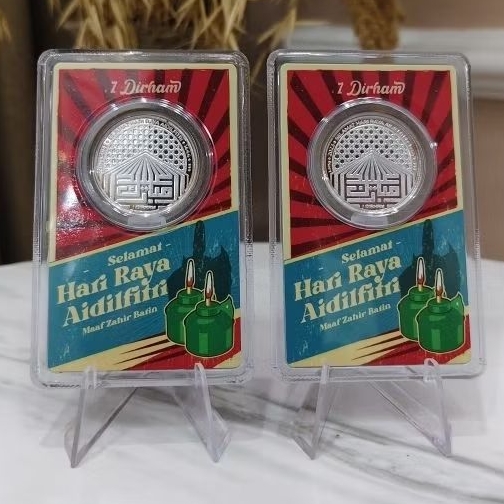 1 Dirham
Selamat
Hari Raya
Aidilfitri
Maaf Zahir Batin
1 Dirham
Selamat
Hari Raya
Aidilfitri
Maaf Zahir Batin